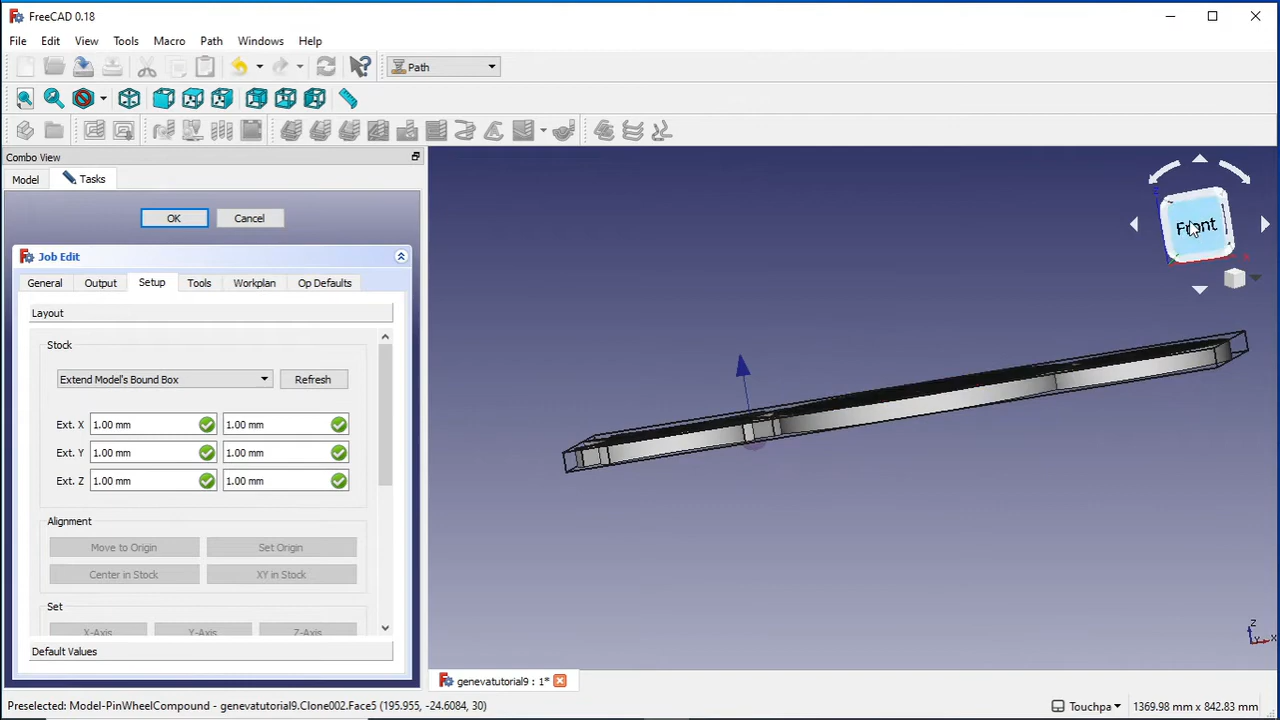 FreeCAD 0.18
File Edit View Tools Macro Path Windows Help
Path
Combo View
Model Tasks
OK Cancel
Job Edit
General Output Setup Tools Workplan Op Defaults
Layout
Stock
Extend Model's Bound Box Refresh
Ext. X 1.00 mm 1.00 mm
Ext. Y 1.00 mm 1.00 mm
Ext. Z 1.00 mm 1.00 mm
Alignment
Move to Origin Set Origin
Center in Stock XY in Stock
Set
X-Axis Y-Axis Z-Axis
Default Values
Front
Z
Y X
genevatutorial9 : 1*
Preselected: Model-PinWheelCompound - genevatutorial9.Clone002.Face5 (195.955, -24.6084, 30)
Touchpa 1369.98 mm x 842.83 mm